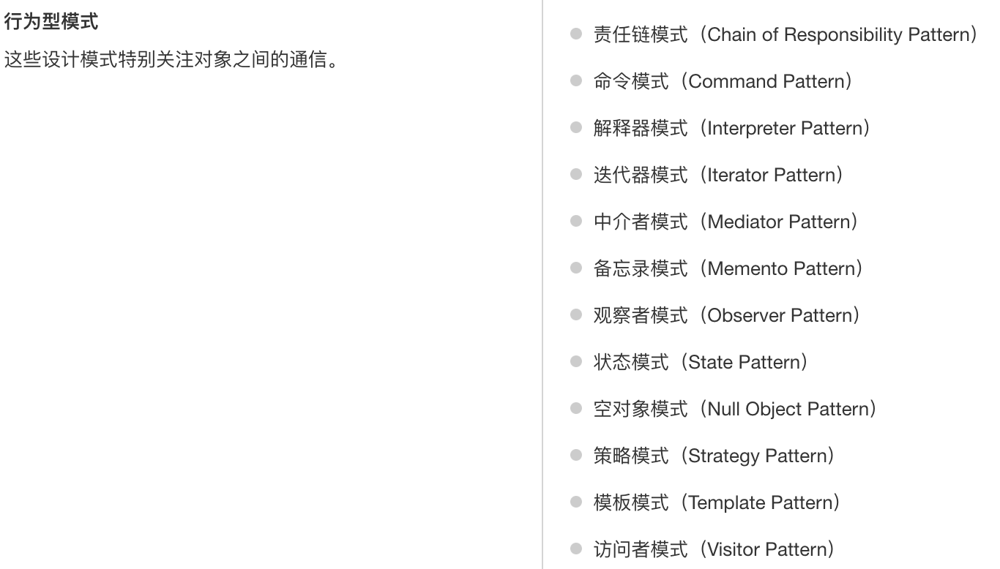 行为型模式
这些设计模式特别关注对象之间的通信。
责任链模式（Chain of Responsibility Pattern）
命令模式（Command Pattern）
解释器模式（Interpreter Pattern）
迭代器模式（Iterator Pattern）
中介者模式（Mediator Pattern）
备忘录模式（Memento Pattern）
观察者模式（Observer Pattern）
状态模式（State Pattern）
空对象模式（Null Object Pattern）
策略模式（Strategy Pattern）
模板模式（Template Pattern）
访问者模式（Visitor Pattern）